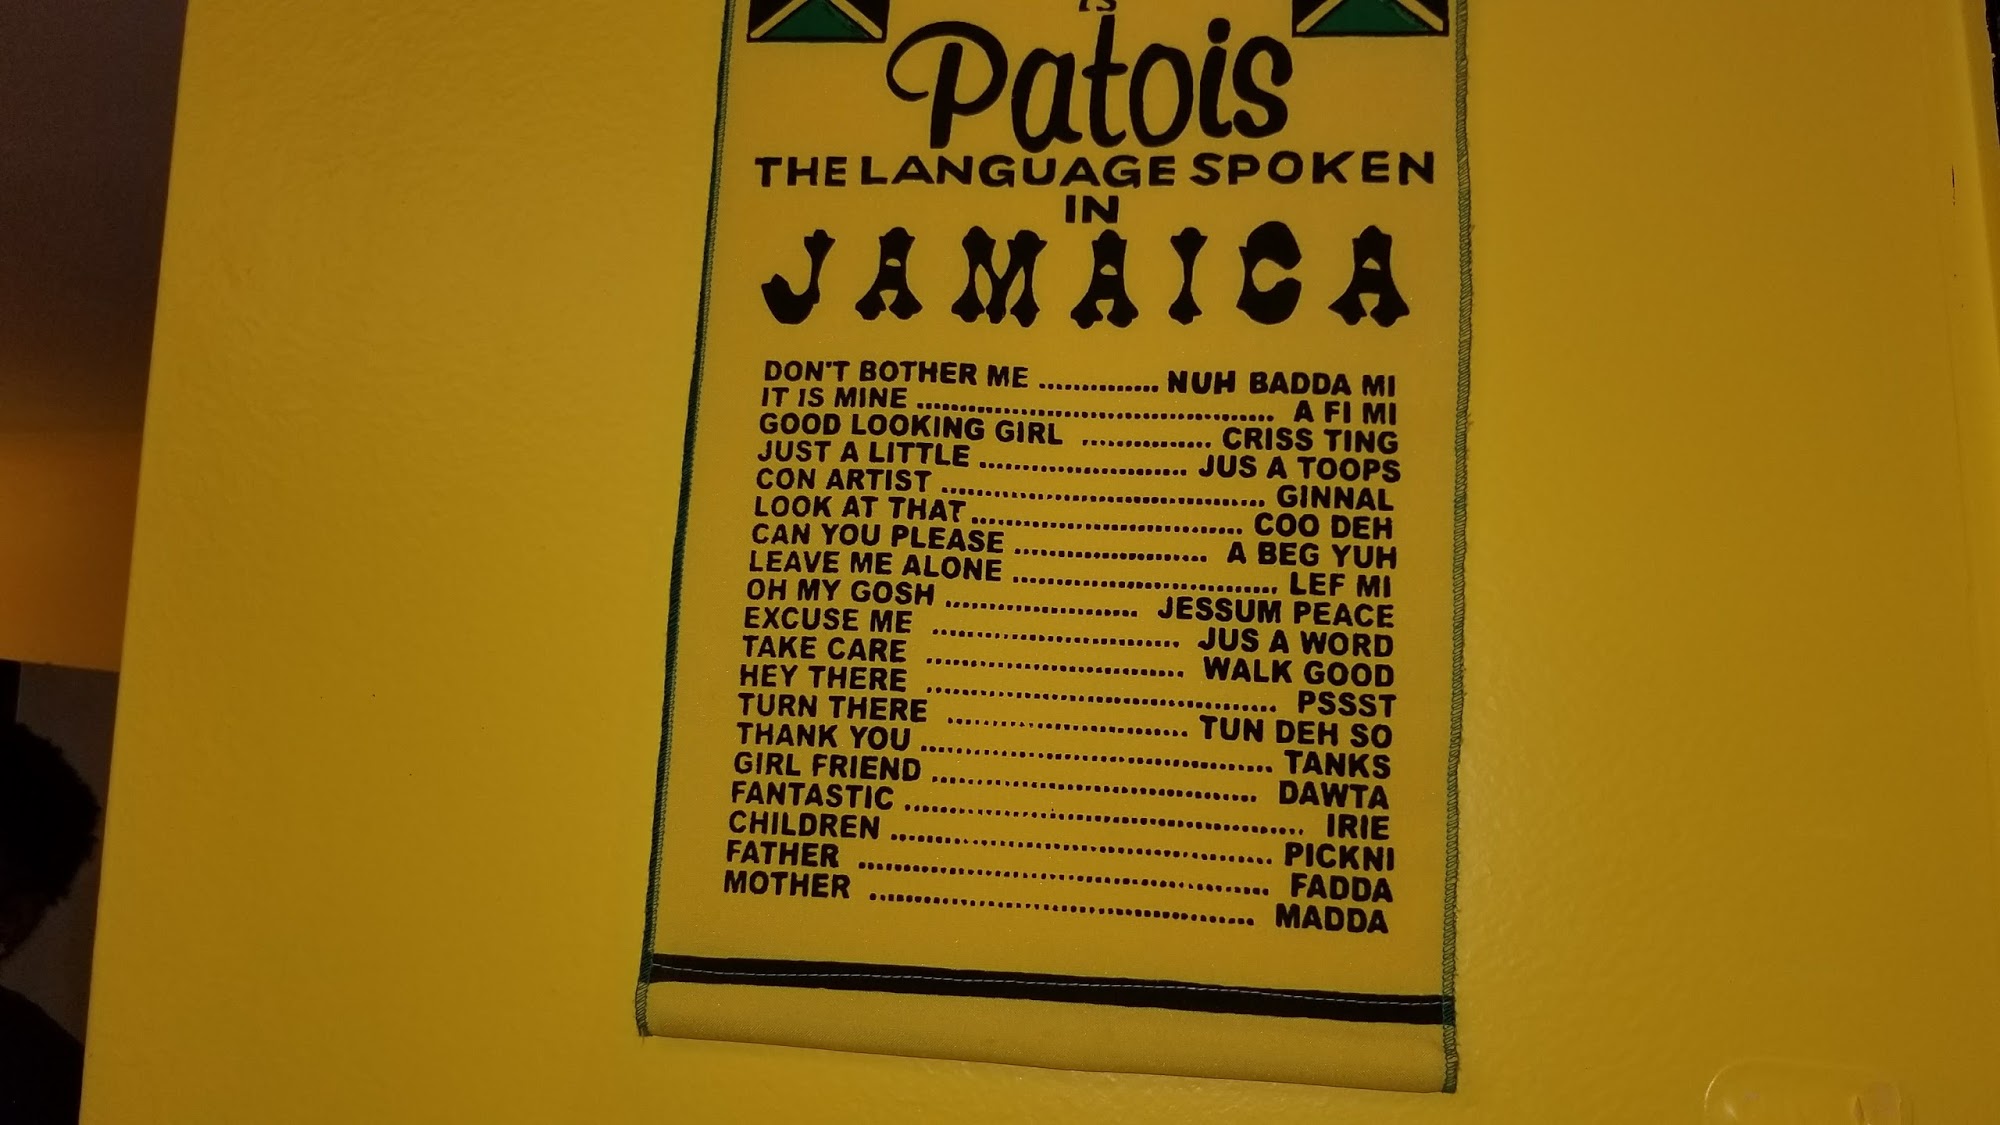 is
Patois
THE LANGUAGE SPOKEN
IN
JAMAICA
DON'T BOTHER ME .............. NUH BADDA MI
IT IS MINE ........................................ A FI MI
GOOD LOOKING GIRL ............... CRISS TING
JUST A LITTLE ........................ JUS A TOOPS
CON ARTIST ..................................... GINNAL
LOOK AT THAT ............................... COO DEH
CAN YOU PLEASE ...................... A BEG YUH
LEAVE ME ALONE .............................. LEF MI
OH MY GOSH ...................... JESSUM PEACE
EXCUSE ME ............................ JUS A WORD
TAKE CARE ............................. WALK GOOD
HEY THERE ....................................... PSSST
TURN THERE ........................... TUN DEH SO
THANK YOU ........................................ TANKS
GIRL FRIEND ..................................... DAWTA
FANTASTIC ............................................. IRIE
CHILDREN ........................................... PICKNI
FATHER .............................................. FADDA
MOTHER ........................................... MADDA